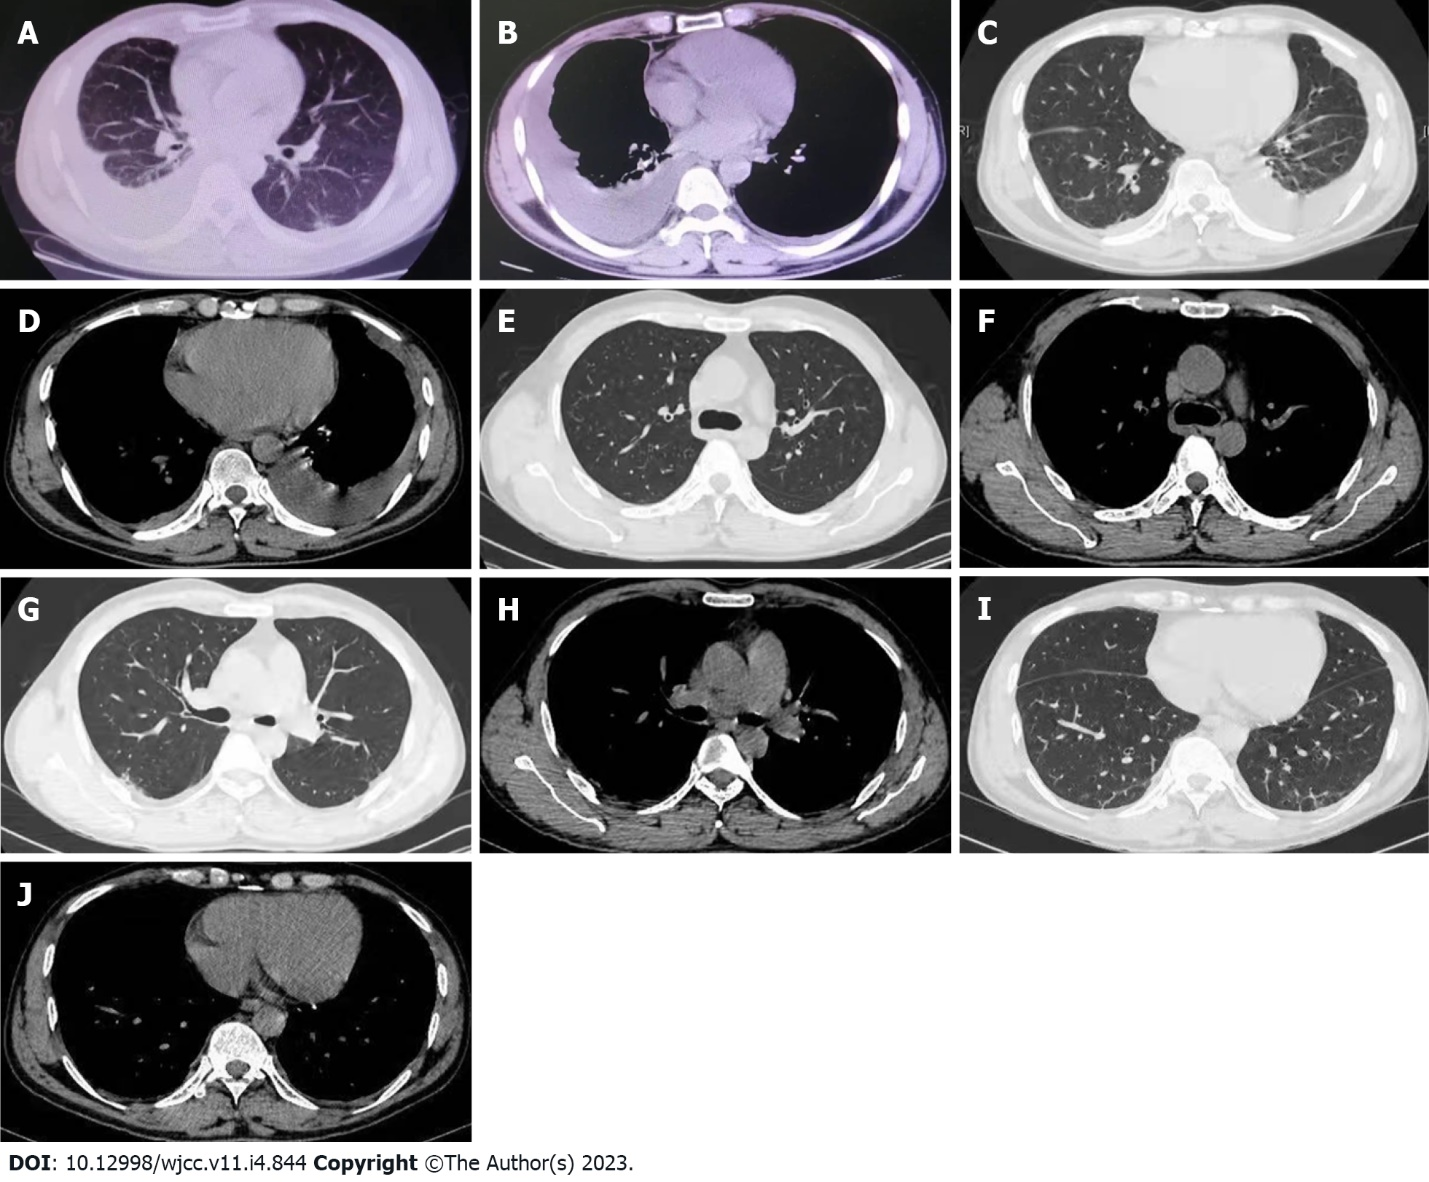 A
B
C
R]
[
D
E
F
G
H
I
J
DOI: 10.12998/wjcc.v11.i4.844 Copyright ©The Author(s) 2023.